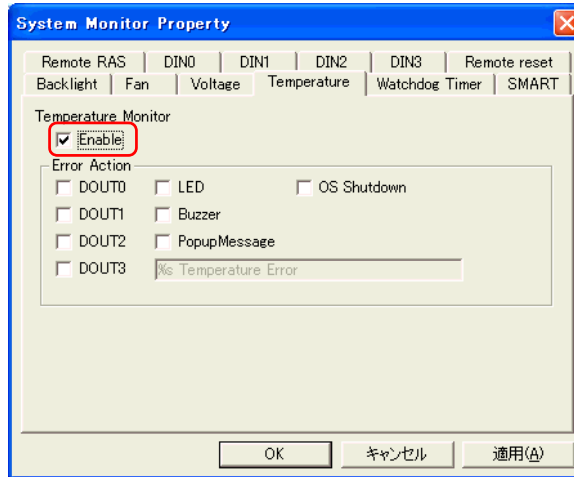 System Monitor Property
Remote RAS DIN0 DIN1 DIN2 DIN3 Remote reset
Backlight Fan Voltage Temperature Watchdog Timer SMART
Temperature Monitor
Enable
Error Action
DOUT0 LED OS Shutdown
DOUT1 Buzzer
DOUT2 PopupMessage
DOUT3 %s Temperature Error
OK キャンセル 適用(A)